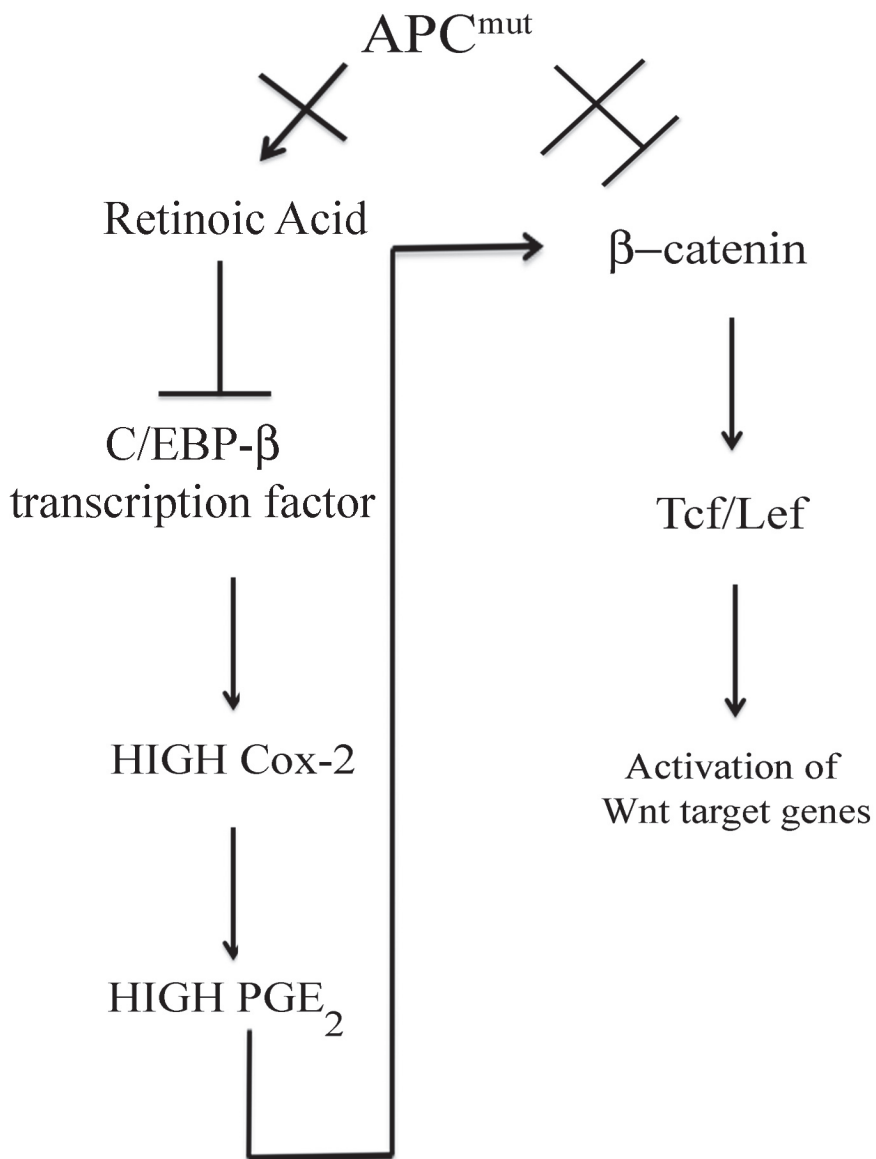 APCmut
Retinoic Acid
β–catenin
C/EBP-β
transcription factor
Tcf/Lef
HIGH Cox-2
Activation of
Wnt target genes
HIGH PGE2